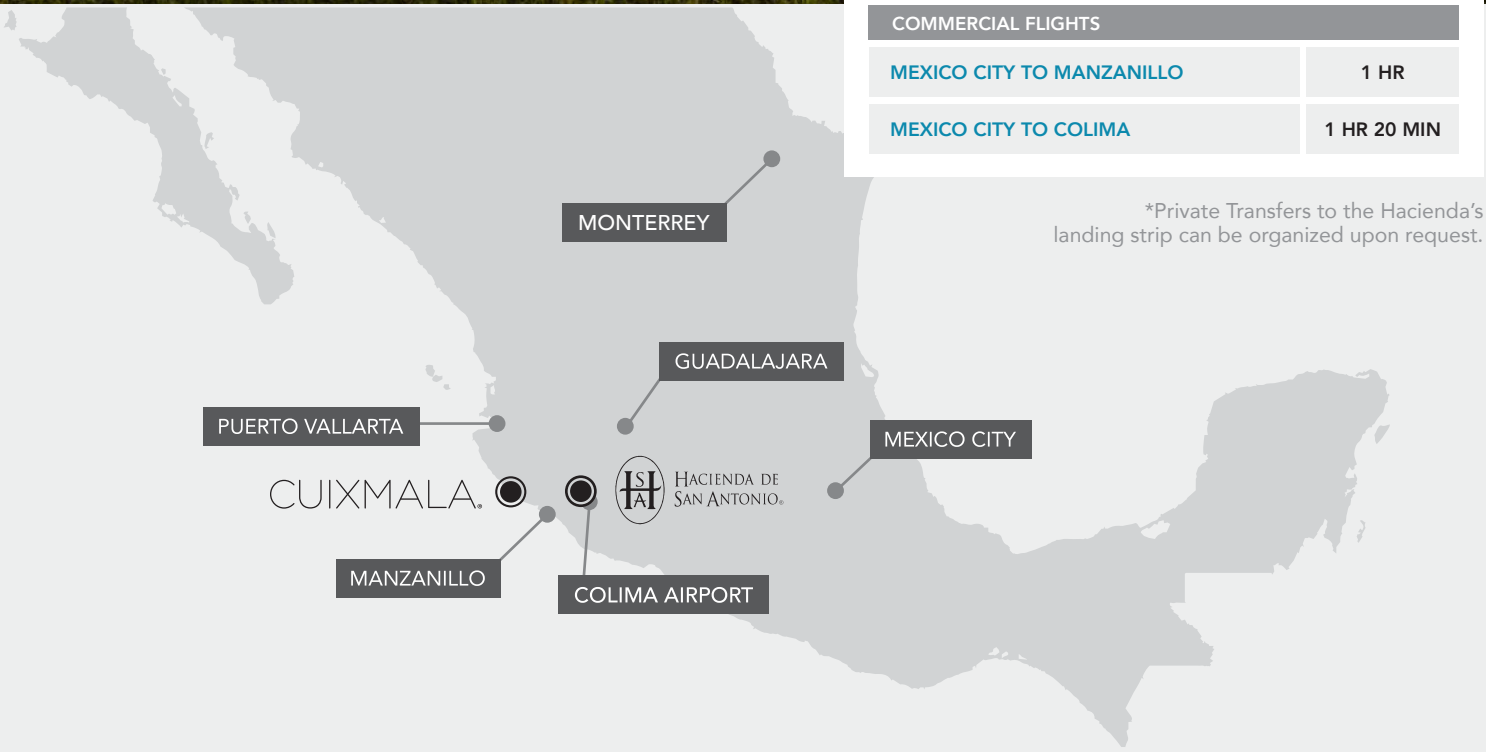 COMMERCIAL FLIGHTS
MEXICO CITY TO MANZANILLO 1 HR
MEXICO CITY TO COLIMA 1 HR 20 MIN
*Private Transfers to the Hacienda’s
landing strip can be organized upon request.
MONTERREY
GUADALAJARA
PUERTO VALLARTA
MEXICO CITY
CUIXMALA®
HSA
HACIENDA DE
SAN ANTONIO®
MANZANILLO
COLIMA AIRPORT